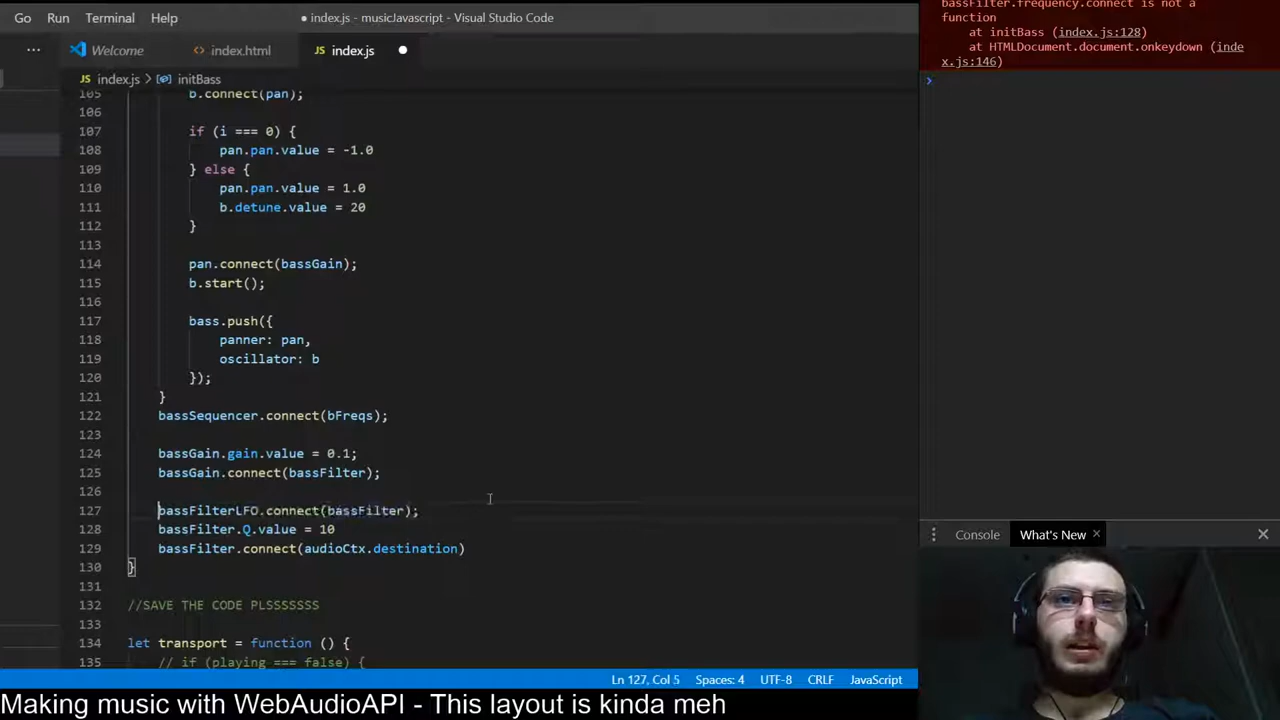 Go Run Terminal Help ● index.js - musicJavascript - Visual Studio Code
··· Welcome <> index.html JS index.js ●
JS index.js > initBass
105 b.connect(pan);
106
107 if (i === 0) {
108 pan.pan.value = -1.0
109 } else {
110 pan.pan.value = 1.0
111 b.detune.value = 20
112 }
113
114 pan.connect(bassGain);
115 b.start();
116
117 bass.push({
118 panner: pan,
119 oscillator: b
120 });
121 }
122 bassSequencer.connect(bFreqs);
123
124 bassGain.gain.value = 0.1;
125 bassGain.connect(bassFilter);
126
127 bassFilterLFO.connect(bassFilter);
128 bassFilter.Q.value = 10
129 bassFilter.connect(audioCtx.destination)
130 }
131
132 //SAVE THE CODE PLSSSSSSS
133
134 let transport = function () {
135 // if (playing === false) {
Ln 127, Col 5 Spaces: 4 UTF-8 CRLF JavaScript
bassFilter.frequency.connect is not a
function
at initBass (index.js:128)
at HTMLDocument.document.onkeydown (inde
x.js:146)
>
Console What's New × ×
Making music with WebAudioAPI - This layout is kinda meh